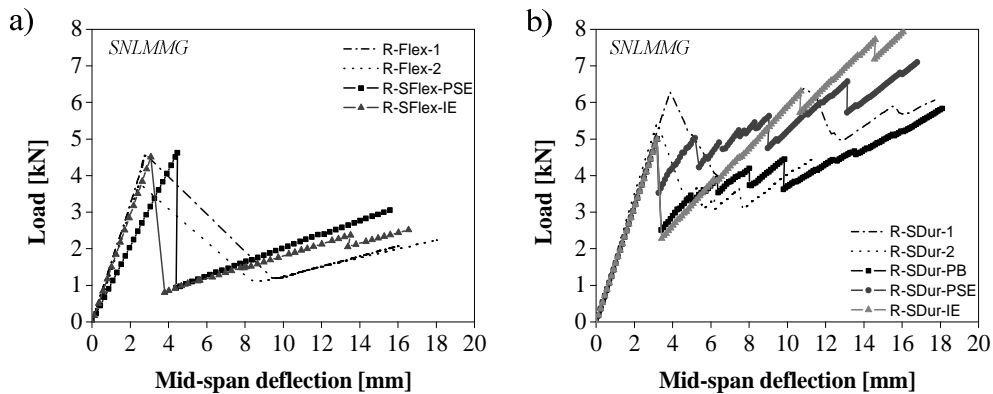 a)
SNLMMG
R-Flex-1
R-Flex-2
R-SFlex-PSE
R-SFlex-IE
Load [kN]
8
7
6
5
4
3
2
1
0
0 2 4 6 8 10 12 14 16 18 20
Mid-span deflection [mm]
b)
SNLMMG
R-SDur-1
R-SDur-2
R-SDur-PB
R-SDur-PSE
R-SDur-IE
Load [kN]
8
7
6
5
4
3
2
1
0
0 2 4 6 8 10 12 14 16 18 20
Mid-span deflection [mm]